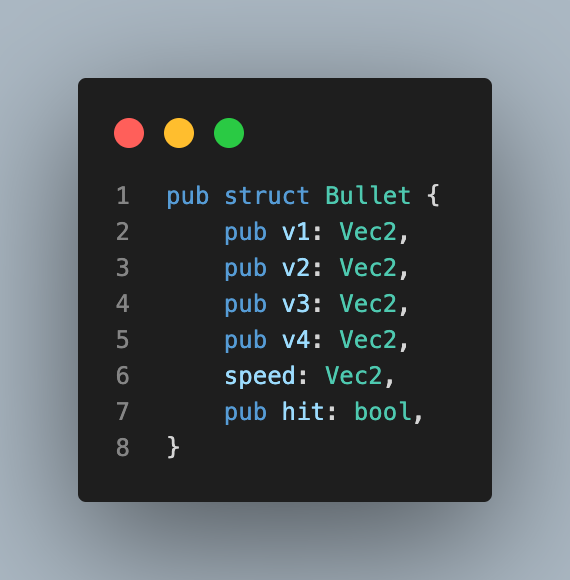 1 pub struct Bullet {
2     pub v1: Vec2,
3     pub v2: Vec2,
4     pub v3: Vec2,
5     pub v4: Vec2,
6     speed: Vec2,
7     pub hit: bool,
8 }